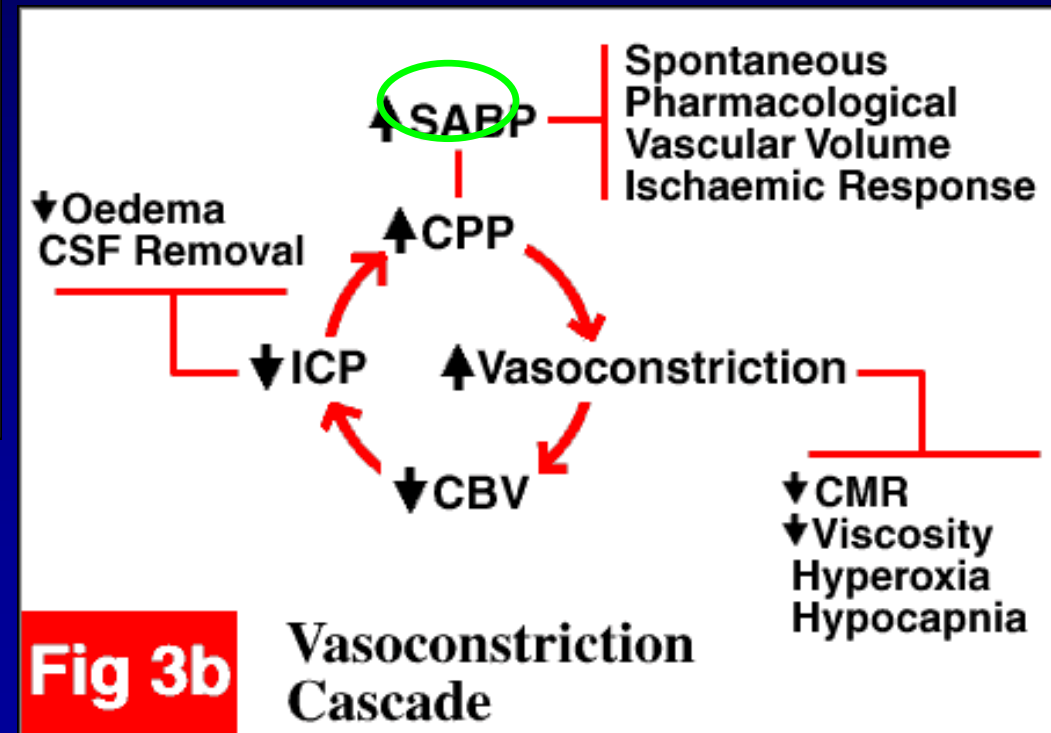 ↑SABP
Spontaneous
Pharmacological
Vascular Volume
Ischaemic Response
↓Oedema
CSF Removal
↑CPP
↓ICP
↑Vasoconstriction
↓CBV
↓CMR
↓Viscosity
Hyperoxia
Hypocapnia
Fig 3b
Vasoconstriction
Cascade